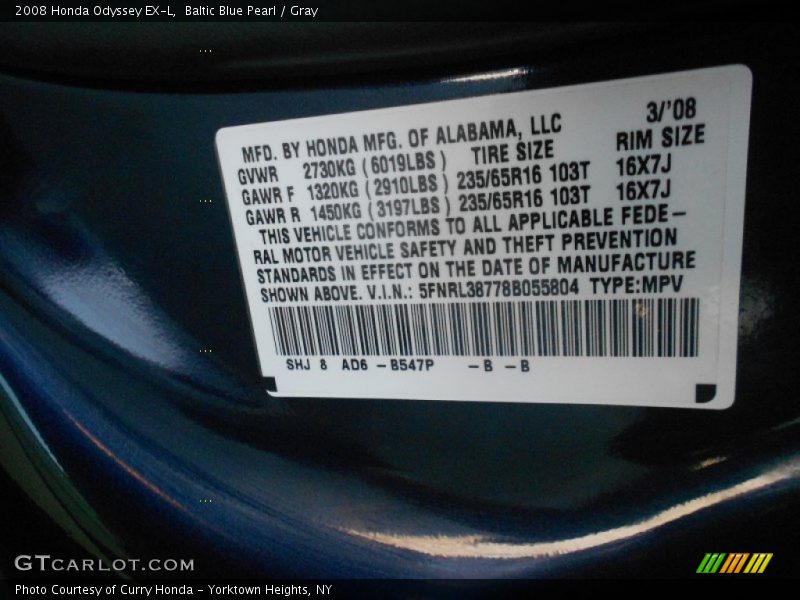 2008 Honda Odyssey EX-L,  Baltic Blue Pearl / Gray
3/'08
MFD. BY HONDA MFG. OF ALABAMA, LLC
GVWR 2730KG (6019LBS) TIRE SIZE RIM SIZE
GAWR F 1320KG (2910LBS) 235/65R16 103T 16X7J
GAWR R 1450KG (3197LBS) 235/65R16 103T 16X7J
THIS VEHICLE CONFORMS TO ALL APPLICABLE FEDE-
RAL MOTOR VEHICLE SAFETY AND THEFT PREVENTION
STANDARDS IN EFFECT ON THE DATE OF MANUFACTURE
SHOWN ABOVE. V.I.N.: 5FNRL38778B055804 TYPE:MPV
SHJ 8 AD6 -B547P -B -B
GTCARLOT.COM
Photo Courtesy of Curry Honda - Yorktown Heights, NY